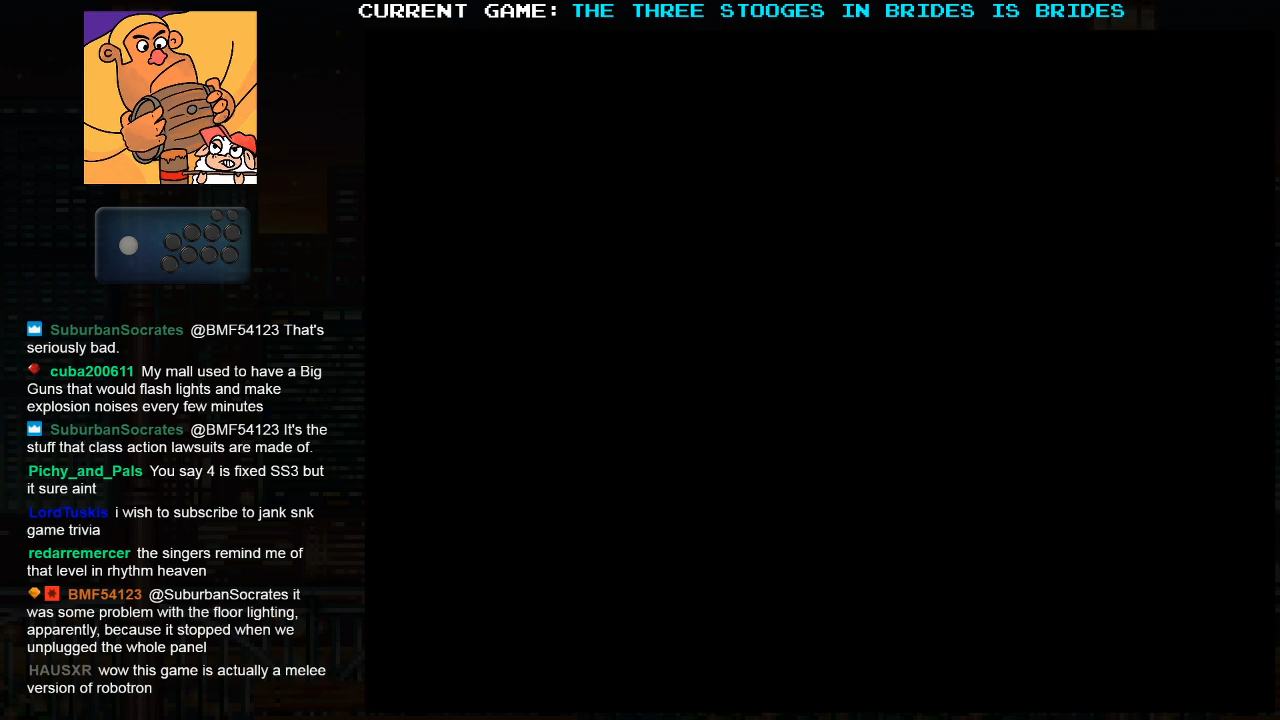 CURRENT GAME: THE THREE STOOGES IN BRIDES IS BRIDES
SuburbanSocrates @BMF54123 That's
seriously bad.
cuba200611 My mall used to have a Big
Guns that would flash lights and make
explosion noises every few minutes
SuburbanSocrates @BMF54123 It's the
stuff that class action lawsuits are made of.
Pichy_and_Pals You say 4 is fixed SS3 but
it sure aint
LordTuskis i wish to subscribe to jank snk
game trivia
redarremercer the singers remind me of
that level in rhythm heaven
BMF54123 @SuburbanSocrates it
was some problem with the floor lighting,
apparently, because it stopped when we
unplugged the whole panel
HAUSXR wow this game is actually a melee
version of robotron